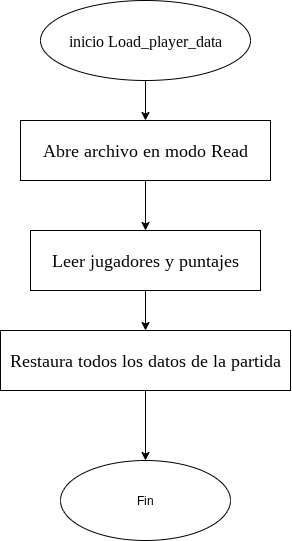 inicio Load_player_data
Abre archivo en modo Read
Leer jugadores y puntajes
Restaura todos los datos de la partida
Fin